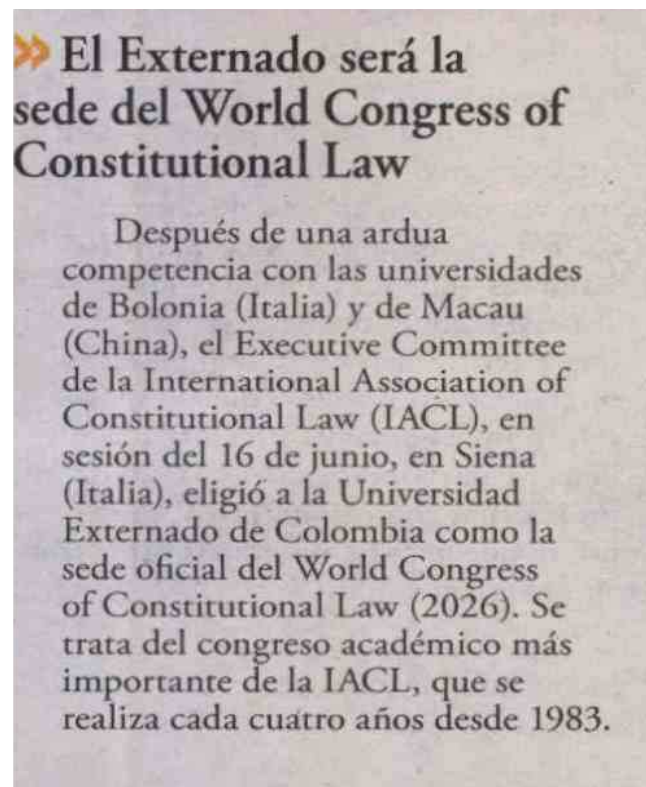 » El Externado será la
sede del World Congress of
Constitutional Law
Después de una ardua
competencia con las universidades
de Bolonia (Italia) y de Macau
(China), el Executive Committee
de la International Association of
Constitutional Law (IACL), en
sesión del 16 de junio, en Siena
(Italia), eligió a la Universidad
Externado de Colombia como la
sede oficial del World Congress
of Constitutional Law (2026). Se
trata del congreso académico más
importante de la IACL, que se
realiza cada cuatro años desde 1983.